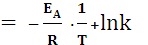 = - E_A/R · 1/T + lnk